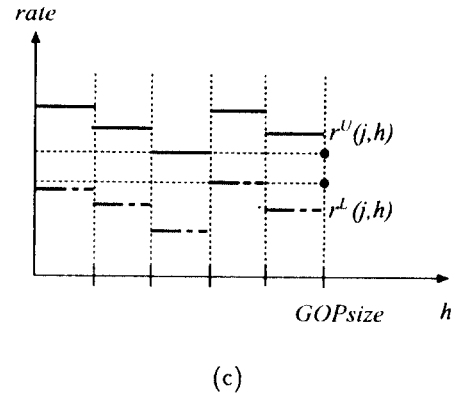 rate
r^U(j,h)
r^L(j,h)
GOPsize h
(c)